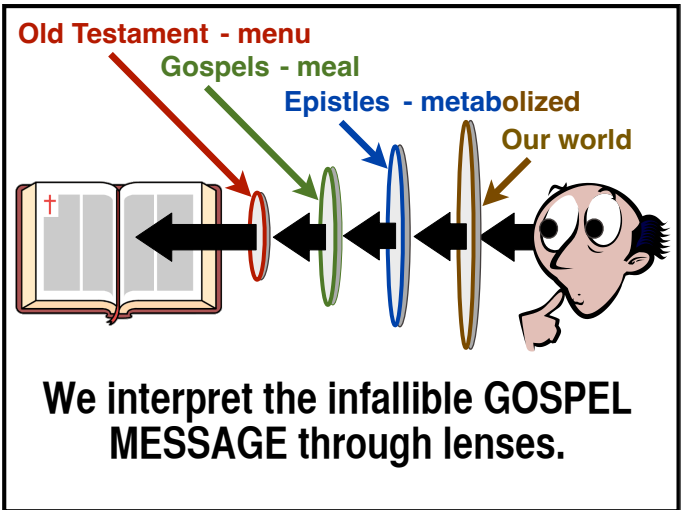 Old Testament - menu
Gospels - meal
Epistles - metabolized
Our world
We interpret the infallible GOSPEL
MESSAGE through lenses.